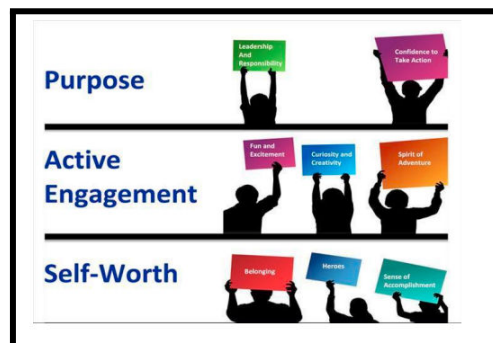 Purpose
Leadership
And
Responsibility
Confidence to
Take Action
Active
Engagement
Fun and
Excitement
Curiosity and
Creativity
Spirit of
Adventure
Self-Worth
Belonging
Heroes
Sense of
Accomplishment